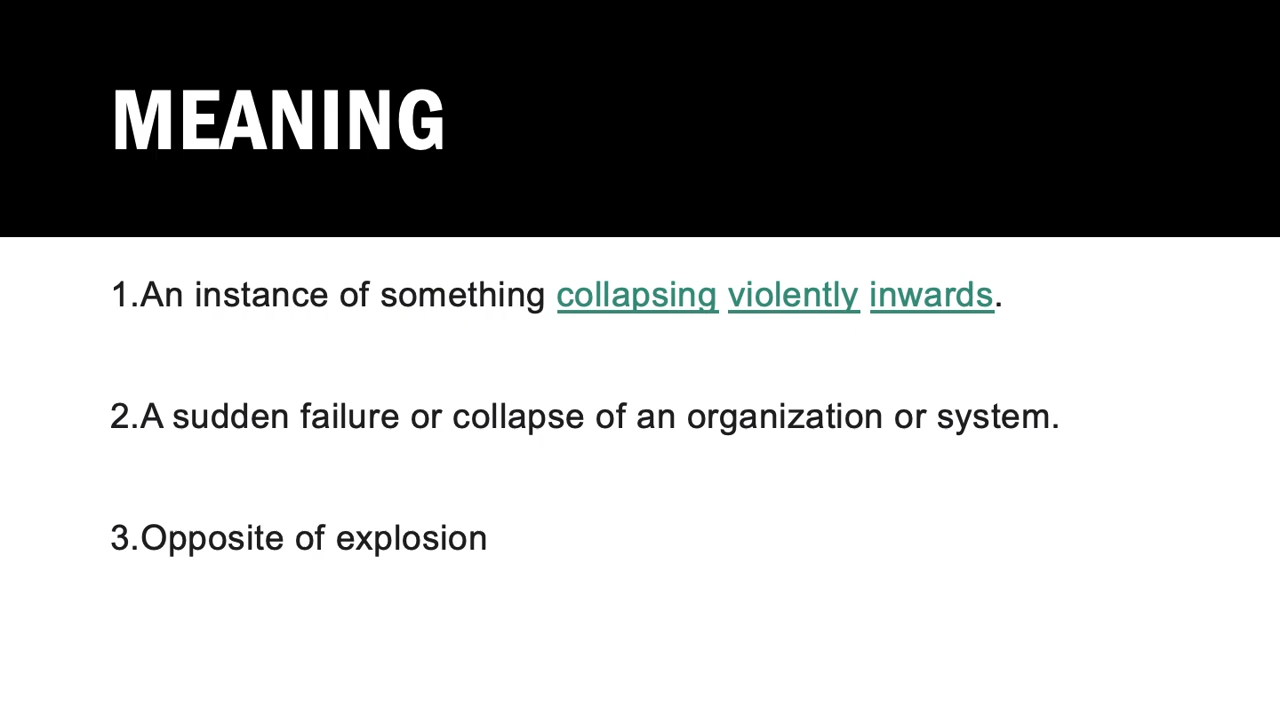 MEANING
1.An instance of something collapsing violently inwards.
2.A sudden failure or collapse of an organization or system.
3.Opposite of explosion